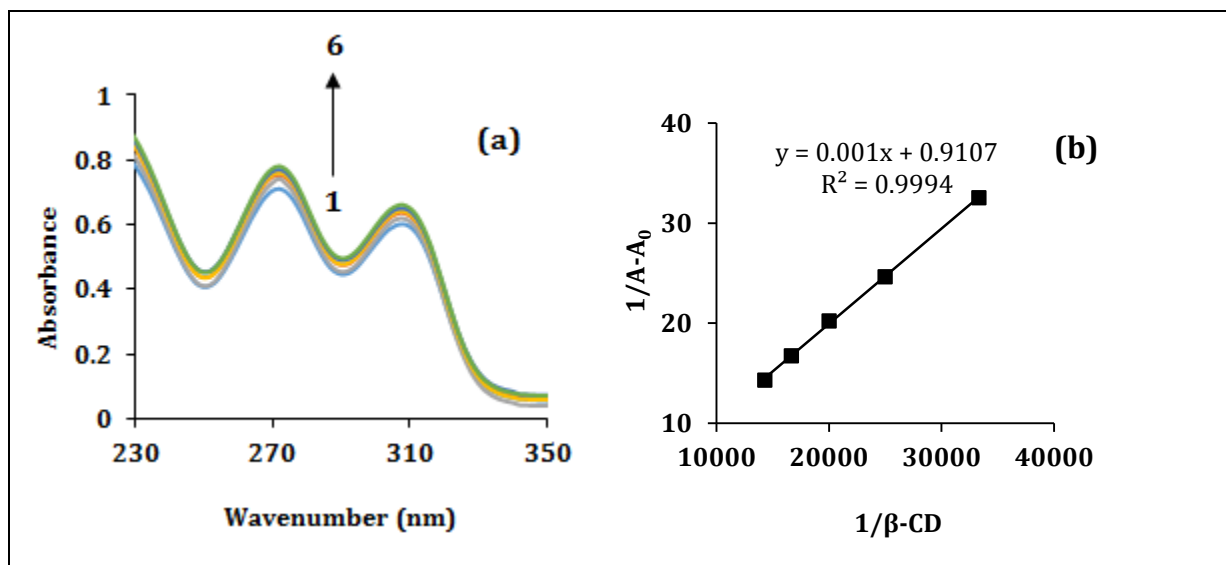 6
1
(a)
1
0.8
0.6
0.4
0.2
0
Absorbance
230 270 310 350
Wavenumber (nm)
(b)
y = 0.001x + 0.9107
R² = 0.9994
40
30
20
10
1/A-A₀
10000 20000 30000 40000
1/β-CD